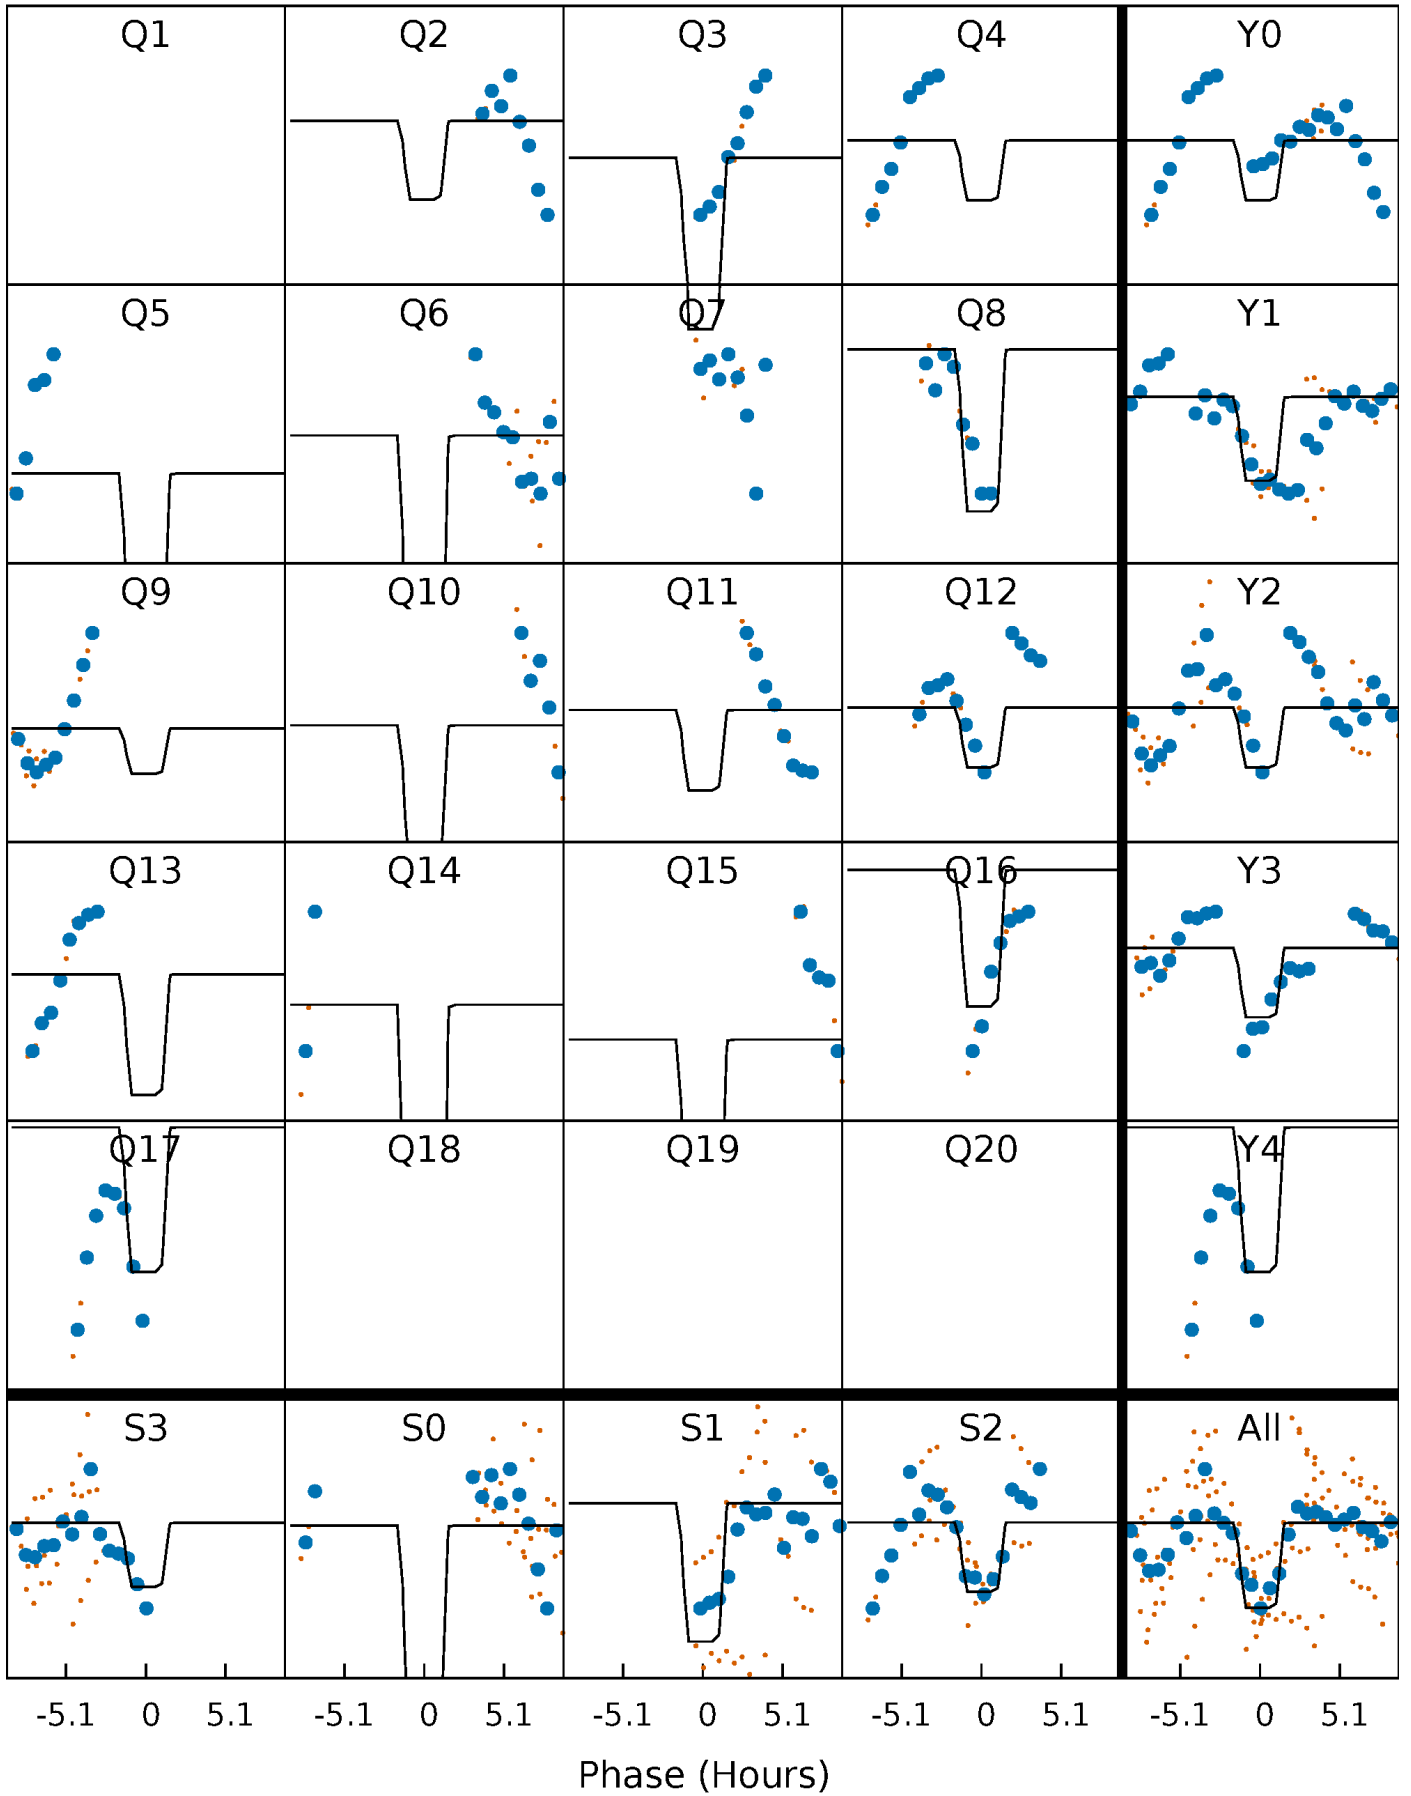 Q1 Q2 Q3 Q4 Y0
Q5 Q6 Q7 Q8 Y1
Q9 Q10 Q11 Q12 Y2
Q13 Q14 Q15 Q16 Y3
Q17 Q18 Q19 Q20 Y4
S3 S0 S1 S2 All
-5.1 0 5.1 -5.1 0 5.1 -5.1 0 5.1 -5.1 0 5.1 -5.1 0 5.1
Phase (Hours)